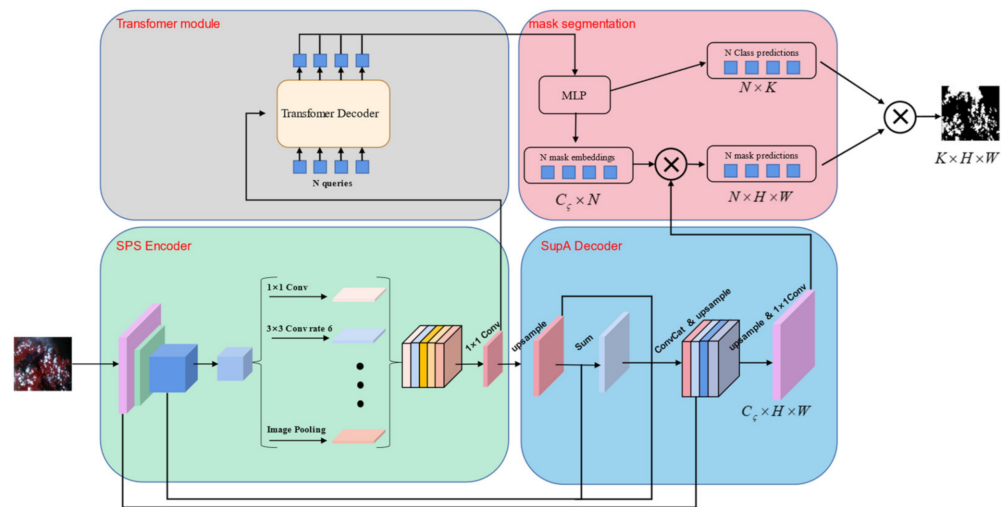 Transfomer module
Transfomer Decoder
N queries
mask segmentation
MLP
N Class predictions
N × K
N mask embeddings
C_ς × N
N mask predictions
N × H × W
K × H × W
SPS Encoder
1×1 Conv
3×3 Conv rate 6
Image Pooling
1×1 Conv
SupA Decoder
upsample
Sum
ConvCat & upsample
upsample & 1×1Conv
C_ς × H × W